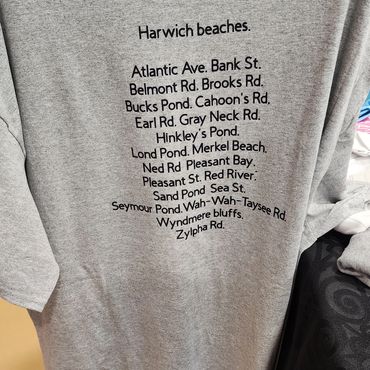 Harwich beaches.
Atlantic Ave. Bank St.
Belmont Rd. Brooks Rd.
Bucks Pond. Cahoon's Rd.
Earl Rd. Gray Neck Rd.
Hinkley's Pond.
Lond Pond. Merkel Beach.
Ned Rd Pleasant Bay.
Pleasant St. Red River.
Sand Pond Sea St.
Seymour Pond. Wah-Wah-Taysee Rd.
Wyndmere bluffs.
Zylpha Rd.